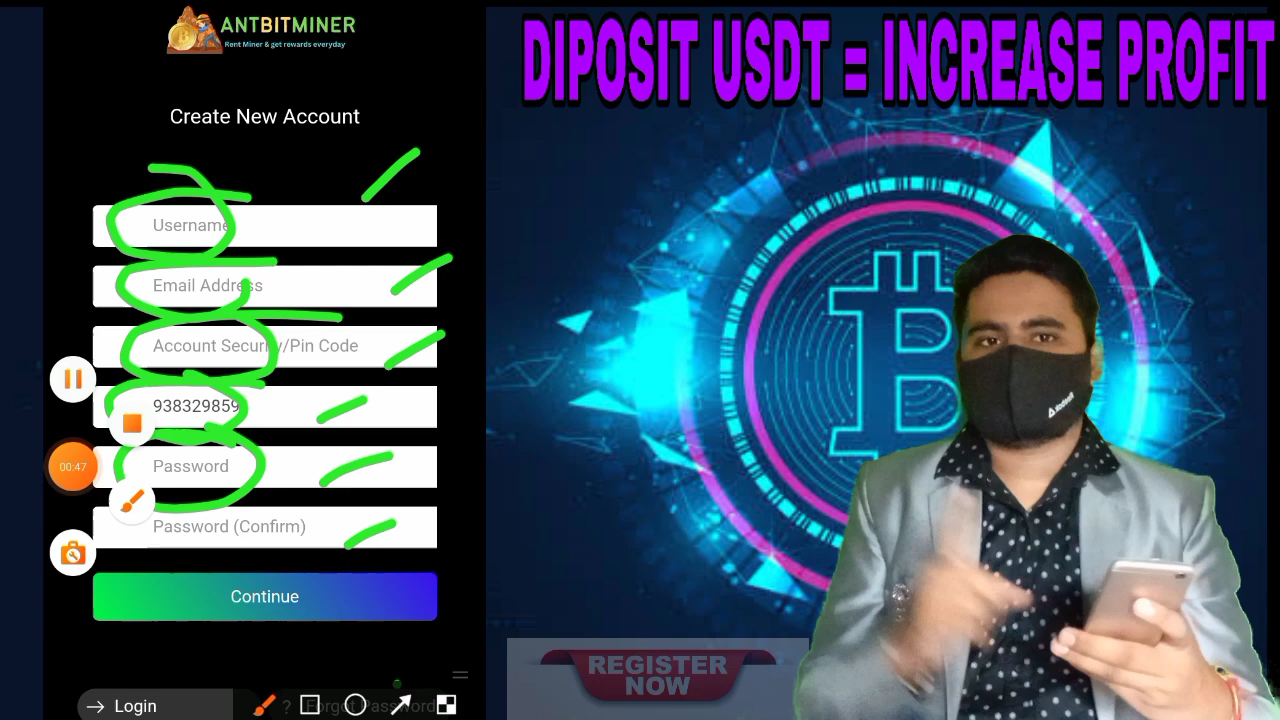 ANTBITMINER
Rent Miner & get rewards everyday
DIPOSIT USDT = INCREASE PROFIT
Create New Account
Username
Email Address
Account Security/Pin Code
938329859
Password
00:47
Password (Confirm)
Continue
REGISTER
NOW
Login
? Forgot Password